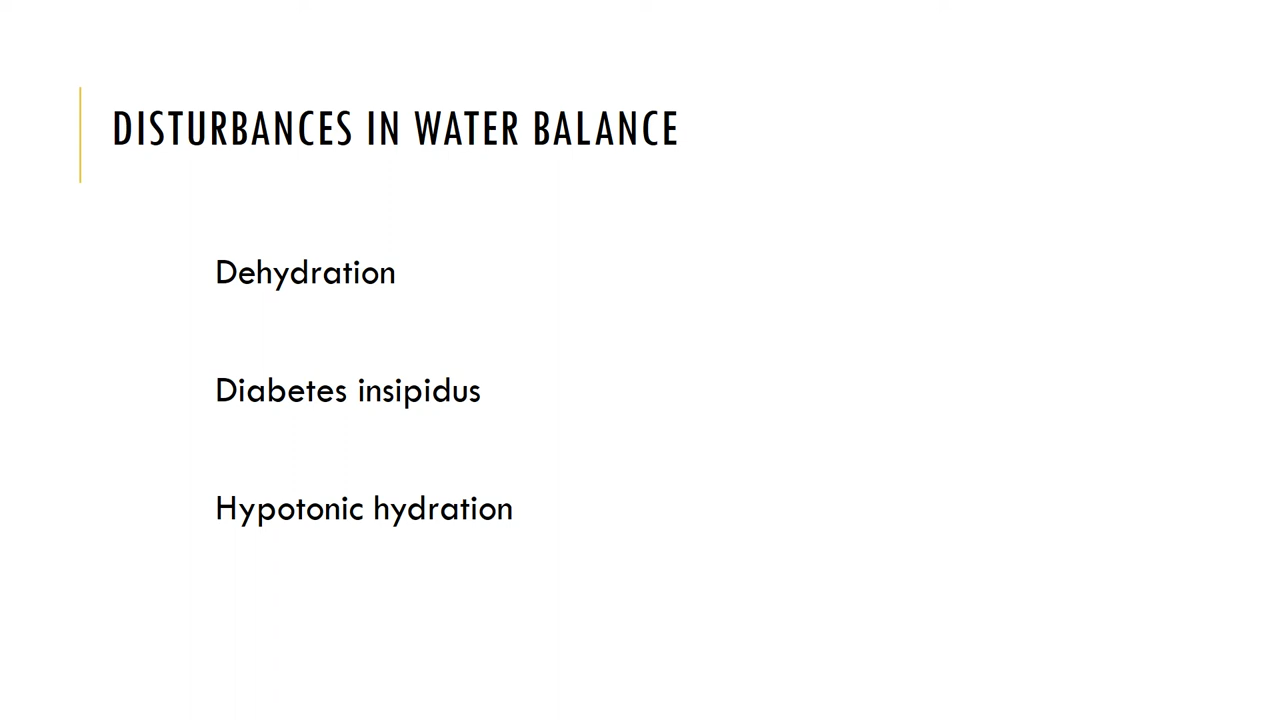 DISTURBANCES IN WATER BALANCE
Dehydration
Diabetes insipidus
Hypotonic hydration